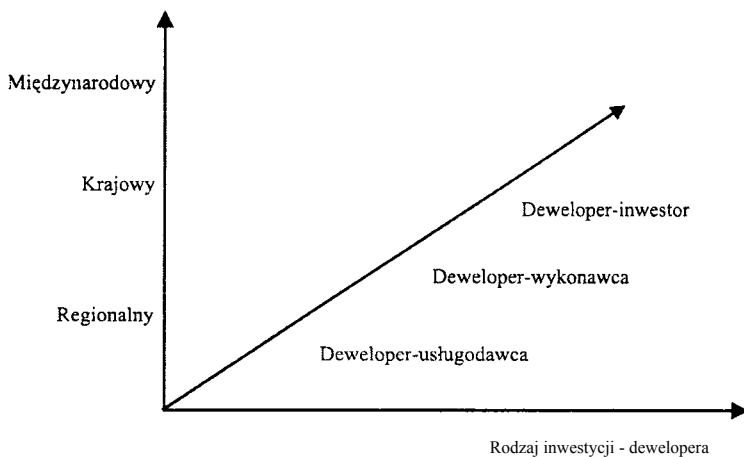 Międzynarodowy
Krajowy
Deweloper-inwestor
Deweloper-wykonawca
Regionalny
Deweloper-usługodawca
Rodzaj inwestycji - dewelopera